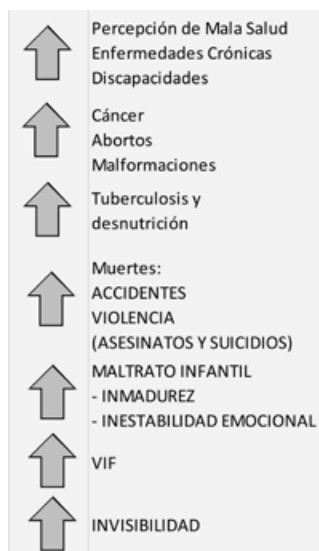 Percepción de Mala Salud
Enfermedades Crónicas
Discapacidades
Cáncer
Abortos
Malformaciones
Tuberculosis y
desnutrición
Muertes:
ACCIDENTES
VIOLENCIA
(ASESINATOS Y SUICIDIOS)
MALTRATO INFANTIL
- INMADUREZ
- INESTABILIDAD EMOCIONAL
VIF
INVISIBILIDAD